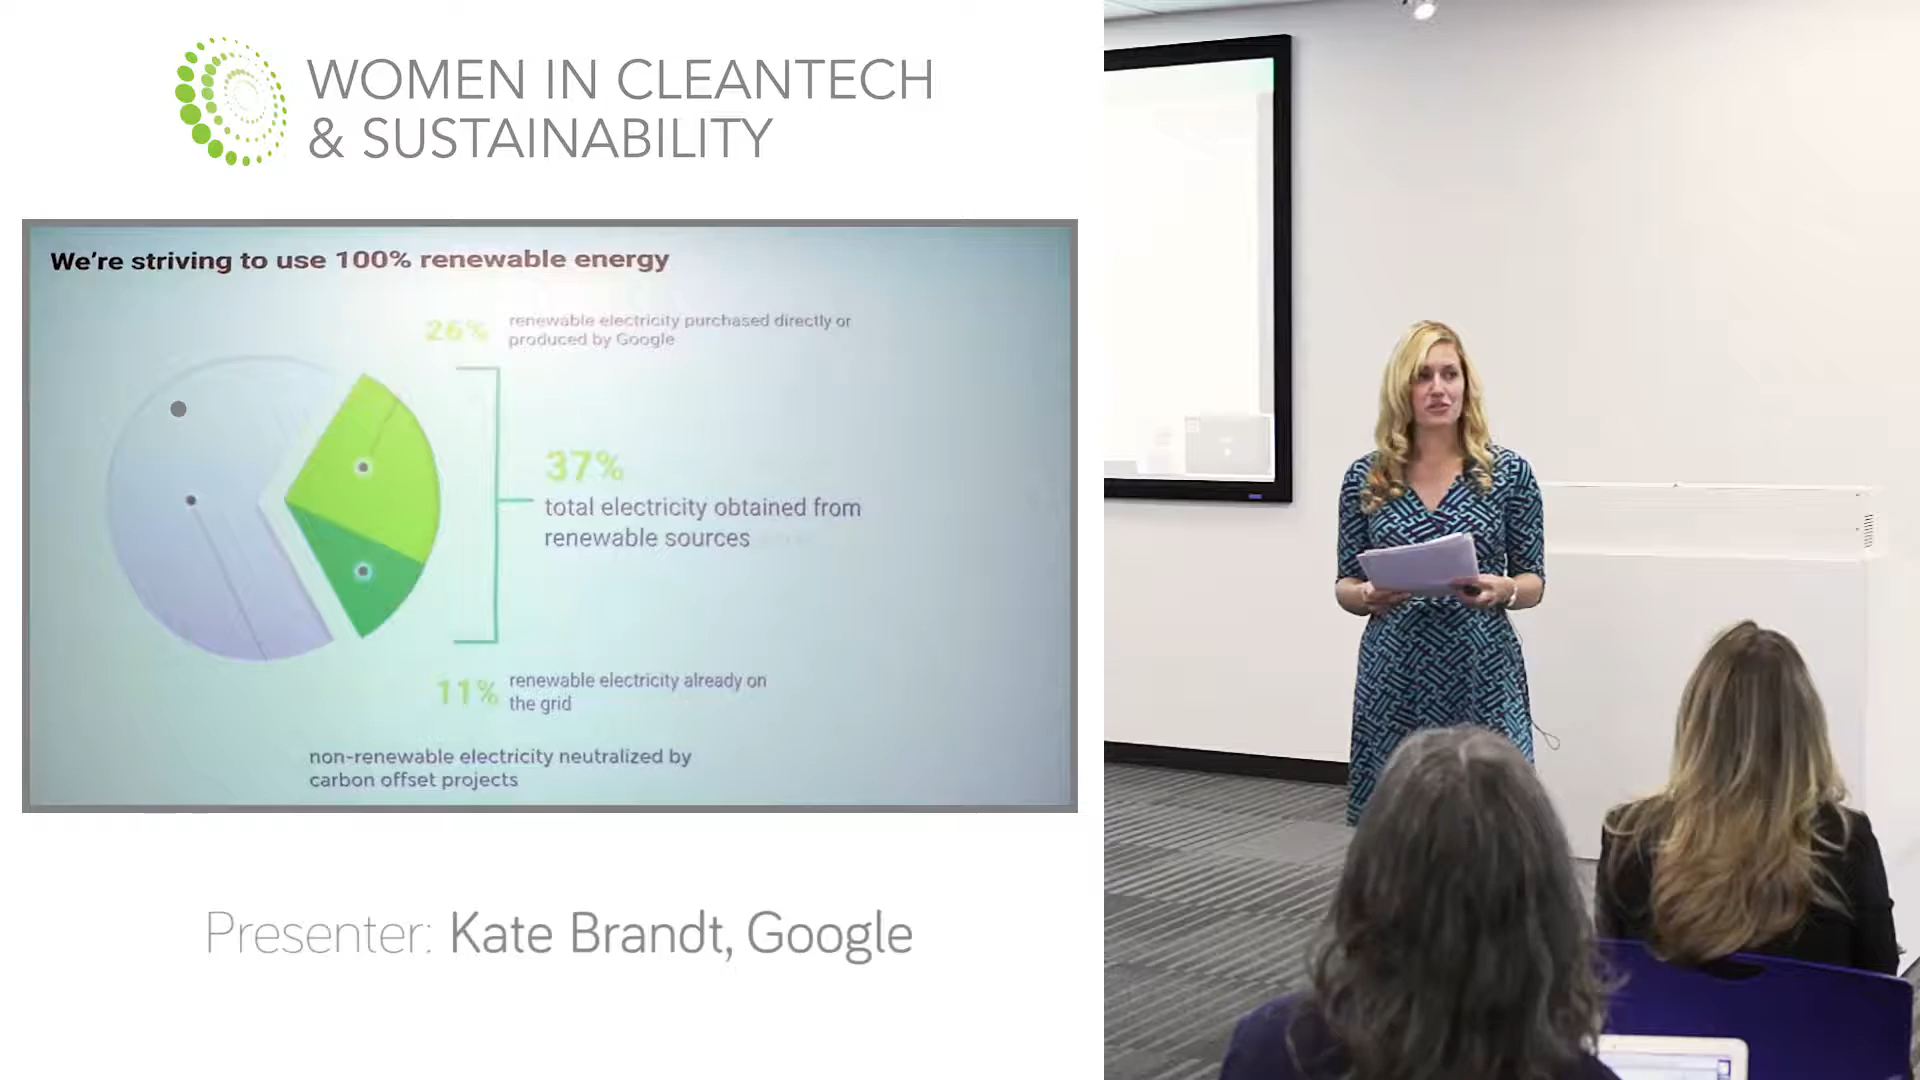 WOMEN IN CLEANTECH
& SUSTAINABILITY
We're striving to use 100% renewable energy
26%
renewable electricity purchased directly or
produced by Google
37%
total electricity obtained from
renewable sources
11%
renewable electricity already on
the grid
non-renewable electricity neutralized by
carbon offset projects
Presenter: Kate Brandt, Google